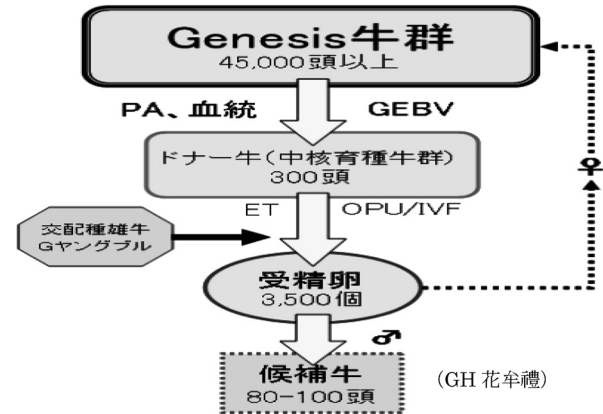 Genesis牛群
45,000頭以上
PA、血統 GEBV
ドナー牛(中核育種牛群)
300頭
ET OPU/IVF
交配種雄牛
Gヤングブル
受精卵
3,500個
♀
♂
候補牛
80-100頭
(GH 花牟禮)